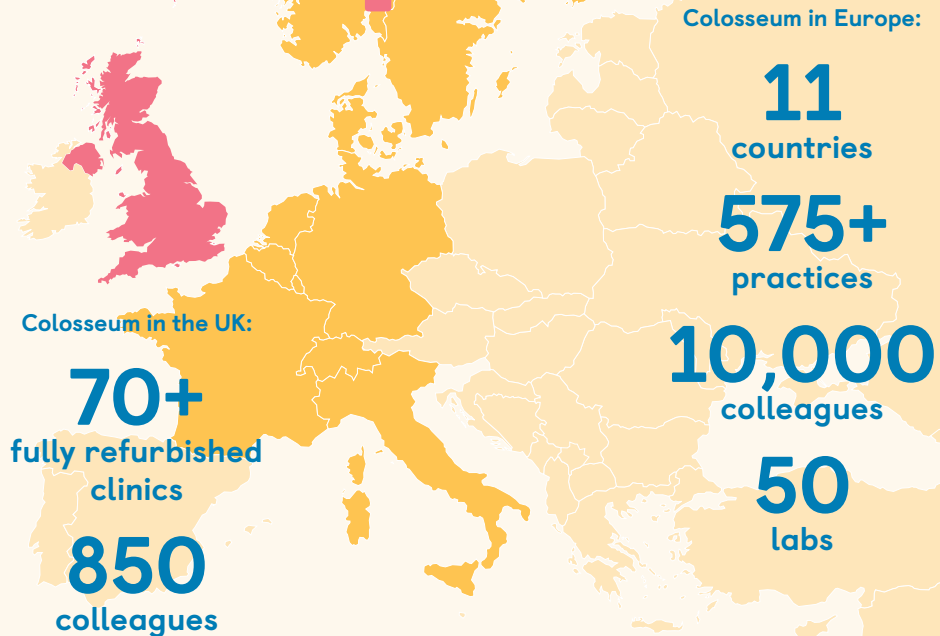 Colosseum in Europe:
11
countries
575+
practices
10,000
colleagues
50
labs
Colosseum in the UK:
70+
fully refurbished
clinics
850
colleagues